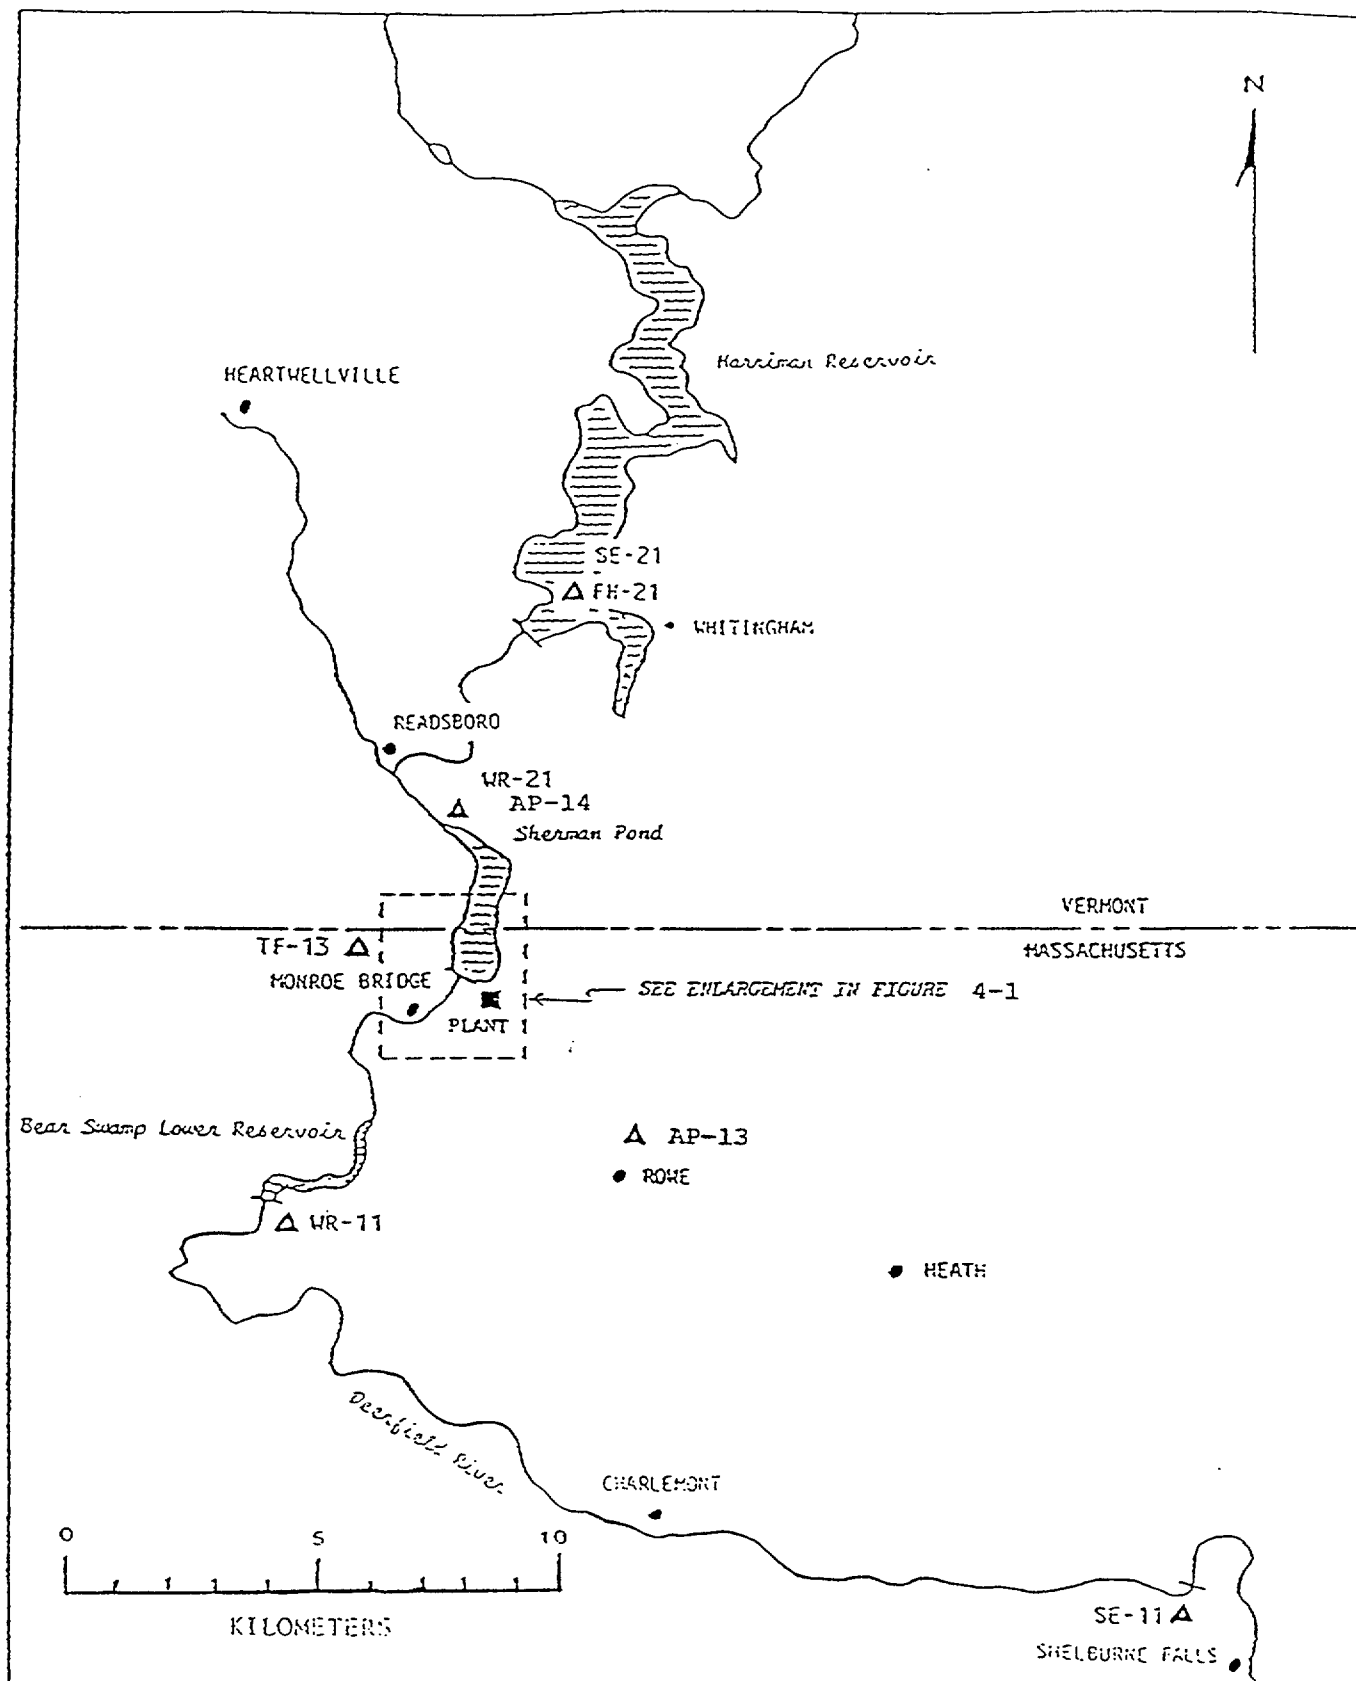 N
Harriman Reservoir
HEARTWELLVILLE
SE-21
FH-21
WHITINGHAM
READSBORO
WR-21
AP-14
Sherman Pond
VERMONT
TF-13
MASSACHUSETTS
MONROE BRIDGE
SEE ENLARGEMENT IN FIGURE 4-1
PLANT
Bear Swamp Lower Reservoir
AP-13
ROWE
WR-11
HEATH
Deerfield River
CHARLEMONT
0 5 10
KILOMETERS
SE-11
SHELBURNE FALLS